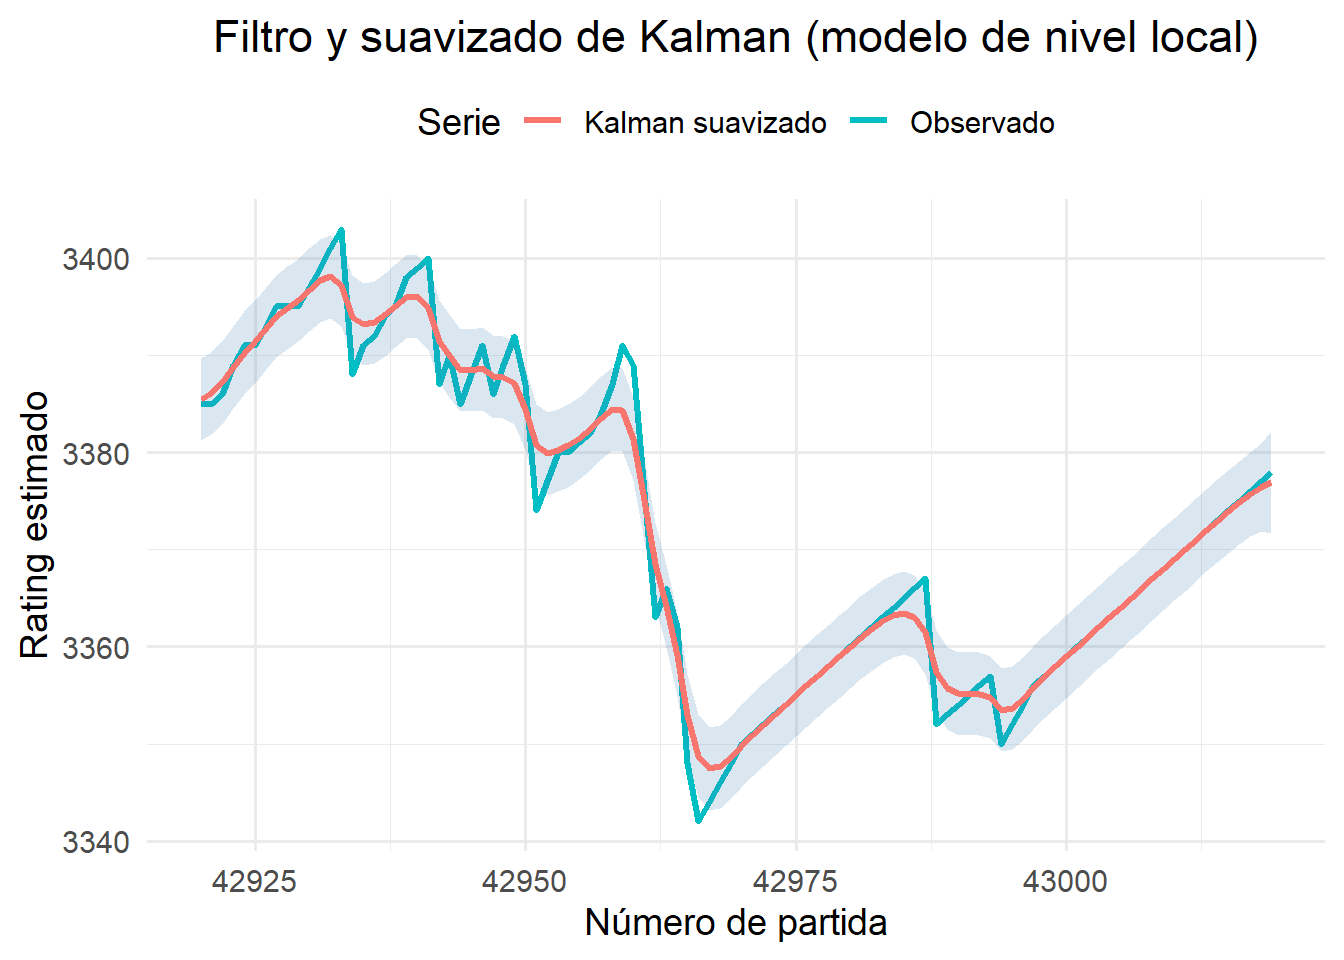 Filtro y suavizado de Kalman (modelo de nivel local)
Serie Kalman suavizado Observado
Rating estimado
3400
3380
3360
3340
42925 42950 42975 43000
Número de partida